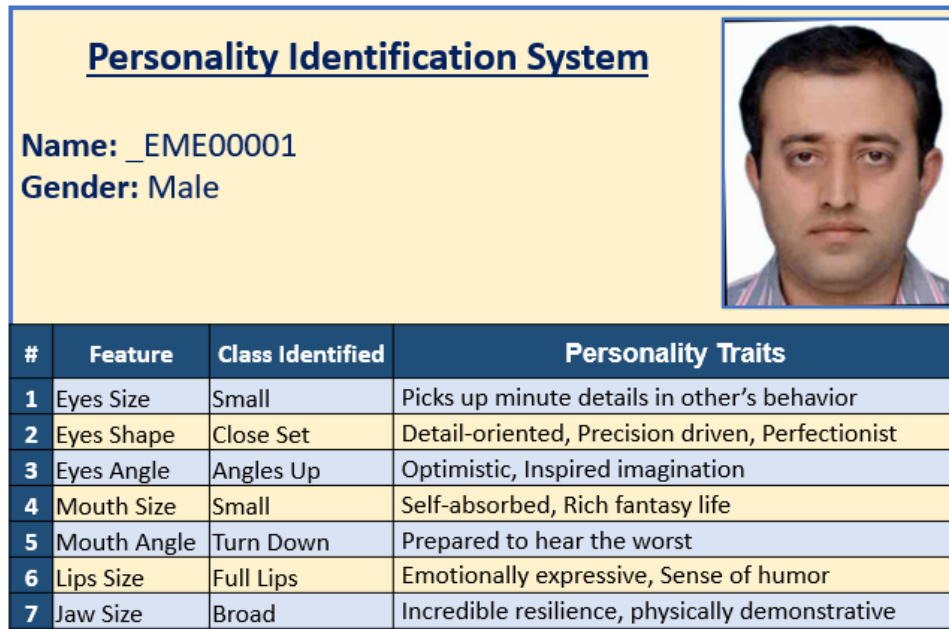 Personality Identification System
Name: _EME00001
Gender: Male
# Feature Class Identified Personality Traits
1 Eyes Size Small Picks up minute details in other’s behavior
2 Eyes Shape Close Set Detail-oriented, Precision driven, Perfectionist
3 Eyes Angle Angles Up Optimistic, Inspired imagination
4 Mouth Size Small Self-absorbed, Rich fantasy life
5 Mouth Angle Turn Down Prepared to hear the worst
6 Lips Size Full Lips Emotionally expressive, Sense of humor
7 Jaw Size Broad Incredible resilience, physically demonstrative